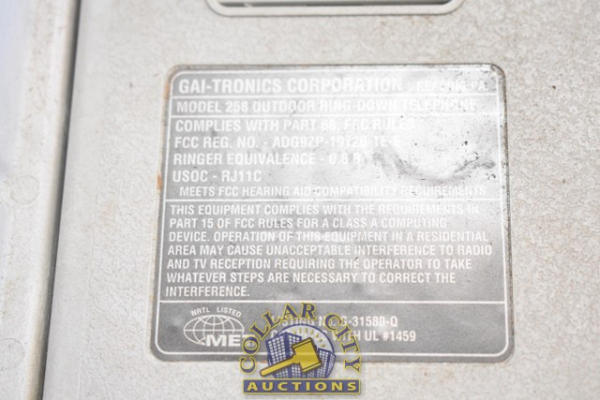 GAI-TRONICS CORPORATION
MODEL 256 OUTDOOR RING-DOWN TELEPHONE
COMPLIES WITH PART 68, FCC RULES
FCC REG. NO. -
RINGER EQUIVALENCE -
USOC - RJ11C
MEETS FCC HEARING AID COMPATIBILITY REQUIREMENTS
THIS EQUIPMENT COMPLIES WITH THE REQUIREMENTS IN
PART 15 OF FCC RULES FOR A CLASS A COMPUTING
DEVICE. OPERATION OF THIS EQUIPMENT IN A RESIDENTIAL
AREA MAY CAUSE UNACCEPTABLE INTERFERENCE TO RADIO
AND TV RECEPTION REQUIRING THE OPERATOR TO TAKE
WHATEVER STEPS ARE NECESSARY TO CORRECT THE
INTERFERENCE.
NRTL LISTED
MET
WITH UL #1459
COLLAR CITY
AUCTIONS